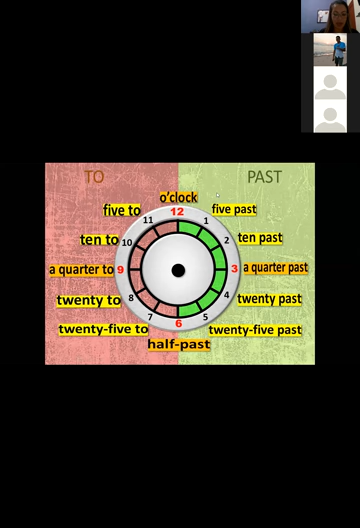 TO
PAST
o'clock
five to
12
five past
11
1
ten to
10
2
ten past
a quarter to
9
3
a quarter past
twenty to
8
4
twenty past
twenty-five to
7
6
5
twenty-five past
half-past